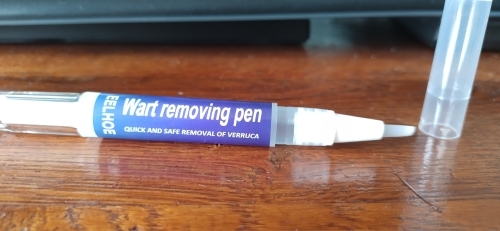 EELHOE
Wart removing pen
QUICK AND SAFE REMOVAL OF VERRUCA